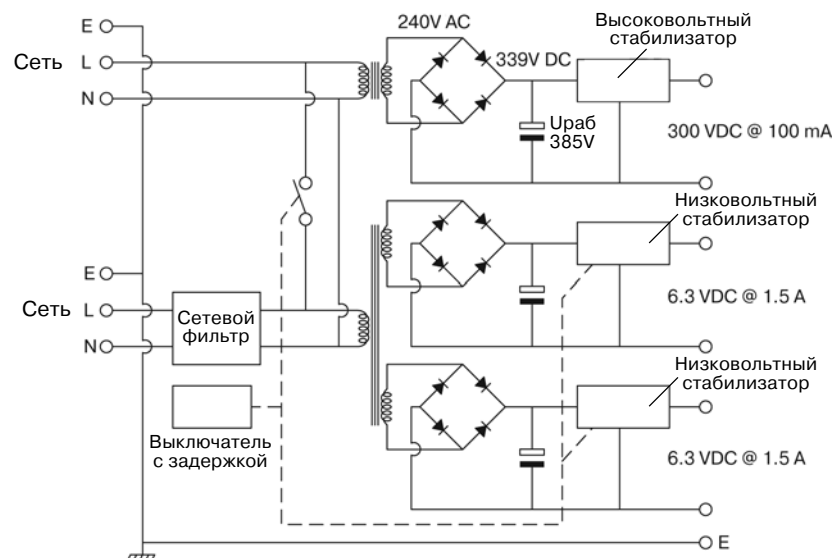 240V AC
Высоковольтный
стабилизатор
E
Сеть L
N
339V DC
Uраб
385V
300 VDC @ 100 mA
Низковольтный
стабилизатор
E
Сеть L
N
Сетевой
фильтр
6.3 VDC @ 1.5 A
Низковольтный
стабилизатор
Выключатель
с задержкой
6.3 VDC @ 1.5 A
E